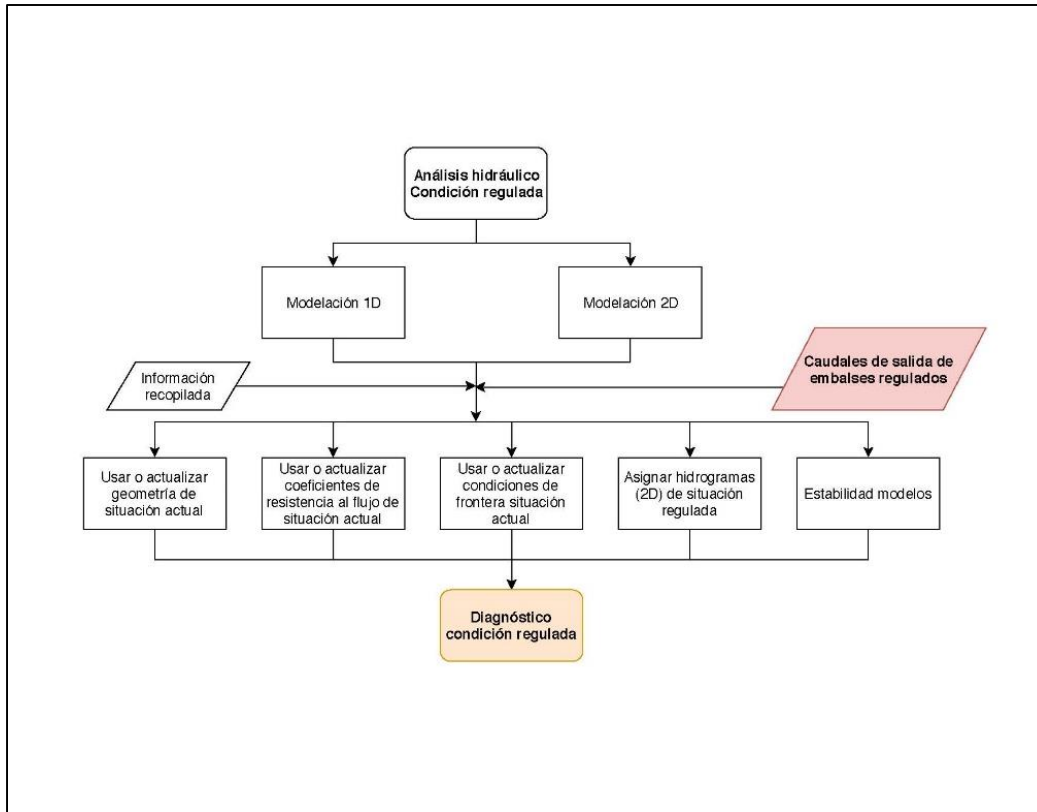 Análisis hidráulico
Condición regulada
Modelación 1D
Modelación 2D
Información
recopilada
Caudales de salida de
embalses regulados
Usar o actualizar
geometría de
situación actual
Usar o actualizar
coeficientes de
resistencia al flujo de
situación actual
Usar o actualizar
condiciones de
frontera situación
actual
Asignar hidrogramas
(2D) de situación
regulada
Estabilidad modelos
Diagnóstico
condición regulada